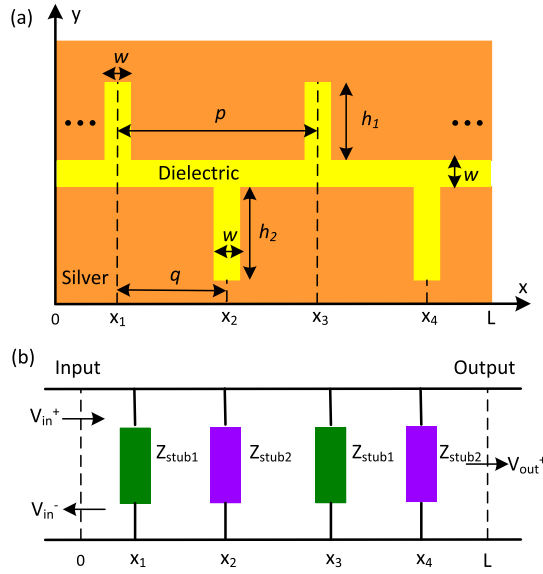 (a)
y
w
p
h1
Dielectric
w
w
h2
Silver
q
x
0
x1
x2
x3
x4
L
(b)
Input
Output
Vin+
Zstub1
Zstub2
Zstub1
Zstub2
Vout+
Vin-
0
x1
x2
x3
x4
L